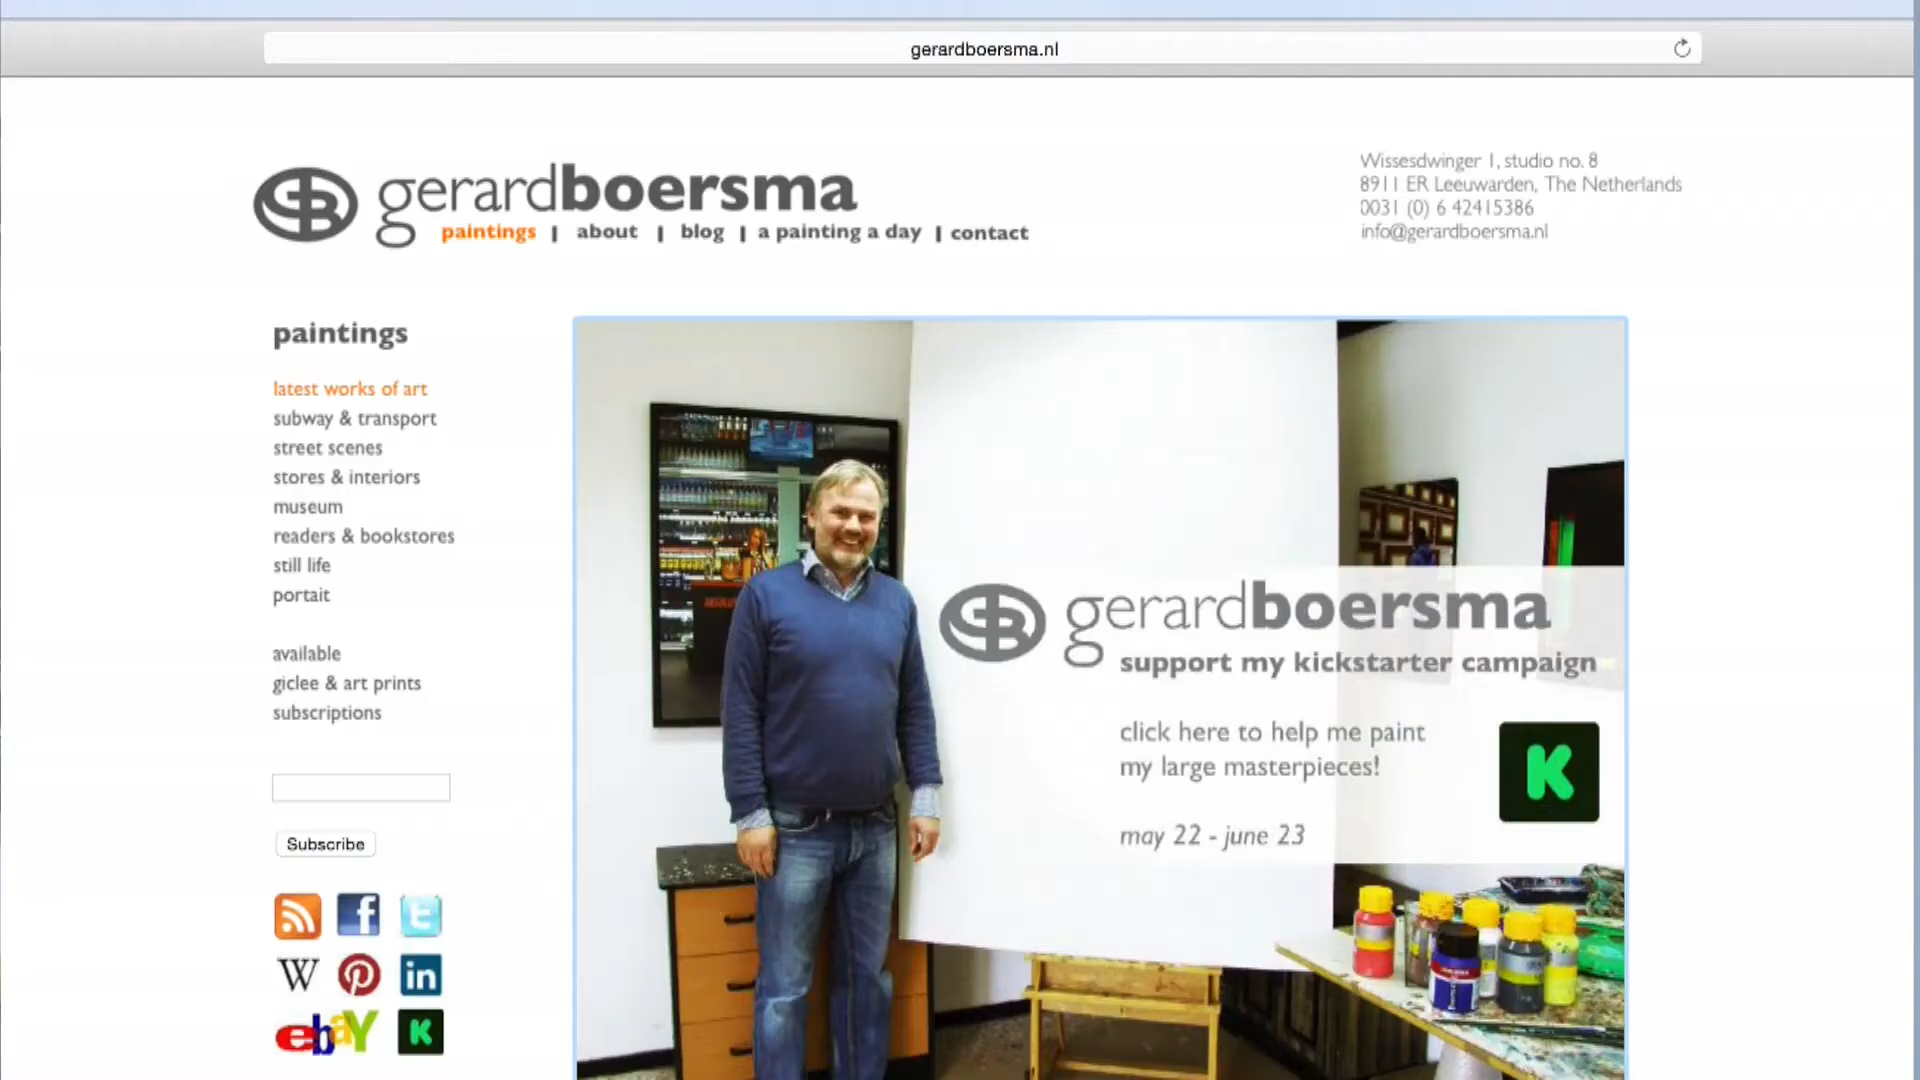 gerardboersma.nl
gerardboersma
paintings | about | blog | a painting a day | contact
Wissesdwinger 1, studio no. 8
8911 ER Leeuwarden, The Netherlands
0031 (0) 6 42415386
info@gerardboersma.nl
paintings
latest works of art
subway & transport
street scenes
stores & interiors
museum
readers & bookstores
still life
portait
available
giclee & art prints
subscriptions
Subscribe
gerardboersma
support my kickstarter campaign
click here to help me paint
my large masterpieces!
may 22 - june 23
K
f t
W in
ebay K